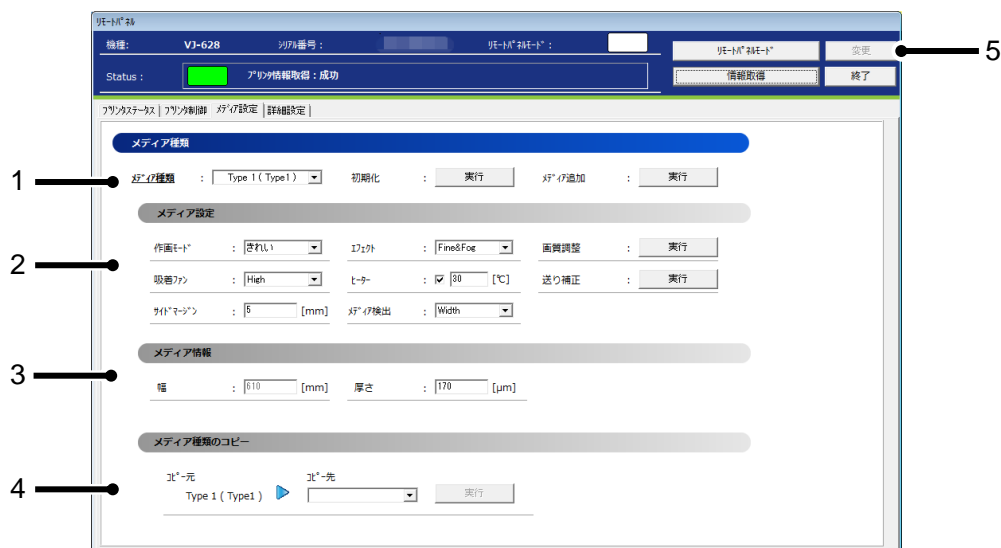 リモートパネル
機種: VJ-628 シリアル番号: リモートパネルモード:
リモートパネルモード 変更 5
Status: プリンタ情報取得:成功
情報取得 終了
プリンタステータス プリンタ制御 メディア設定 詳細設定
メディア種類
1 メディア種類 : Type 1 ( Type1 ) 初期化 : 実行 メディア追加 : 実行
メディア設定
作画モード : きれい エフェクト : Fine&Fog 画質調整 : 実行
2
吸着ファン : High ヒーター : 30 [℃] 送り補正 : 実行
サイドマージン : 5 [mm] メディア検出 : Width
メディア情報
3
幅 : 610 [mm] 厚さ : 170 [μm]
メディア種類のコピー
コピー元 コピー先
4 Type 1 ( Type1 ) 実行